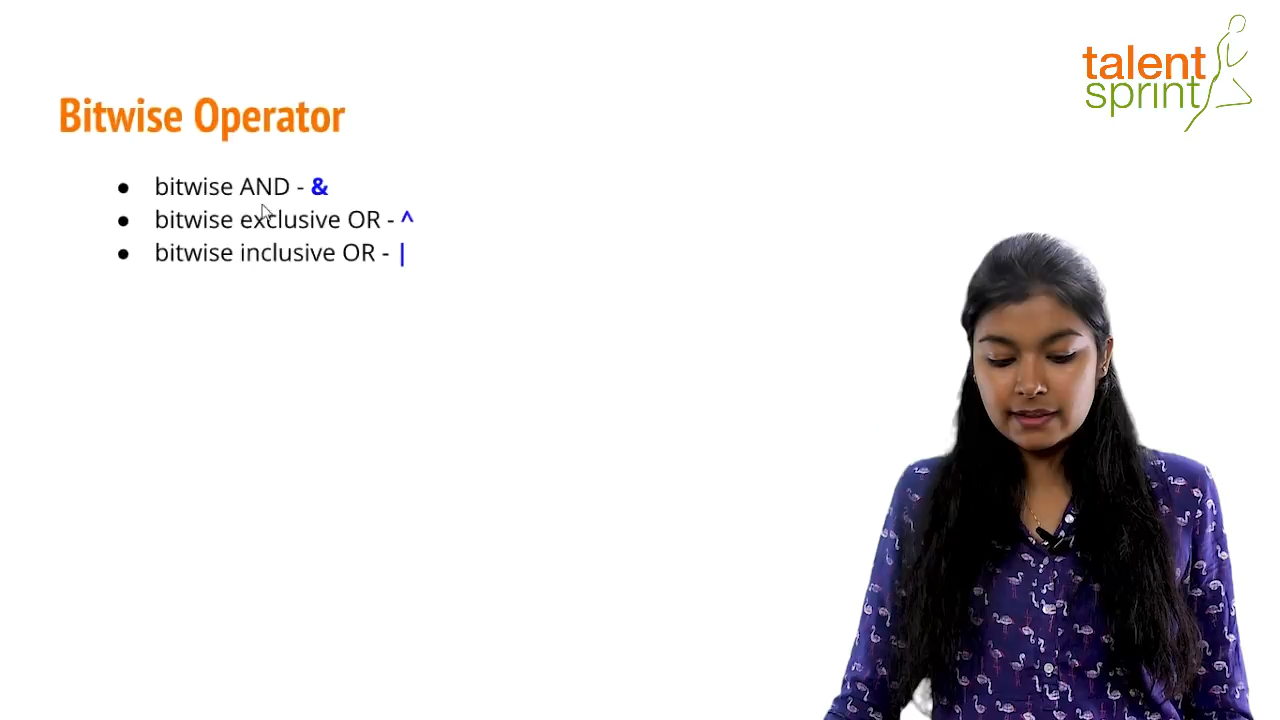 talent
sprint
Bitwise Operator
● bitwise AND - &
● bitwise exclusive OR - ^
● bitwise inclusive OR - |